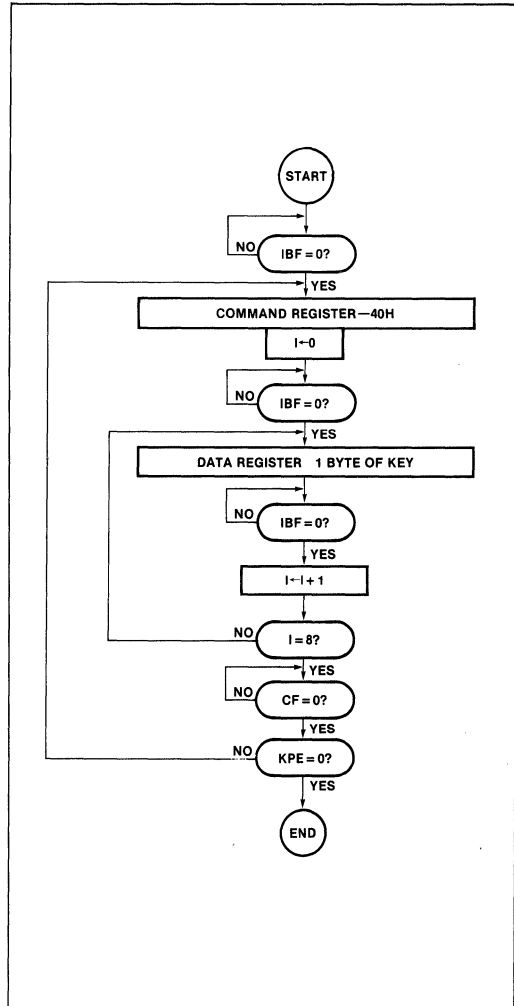 START
NO
IBF=0?
YES
COMMAND REGISTER—40H
I←0
NO
IBF=0?
YES
DATA REGISTER 1 BYTE OF KEY
NO
IBF=0?
YES
I←I+1
NO
I=8?
YES
NO
CF=0?
YES
NO
KPE=0?
YES
END